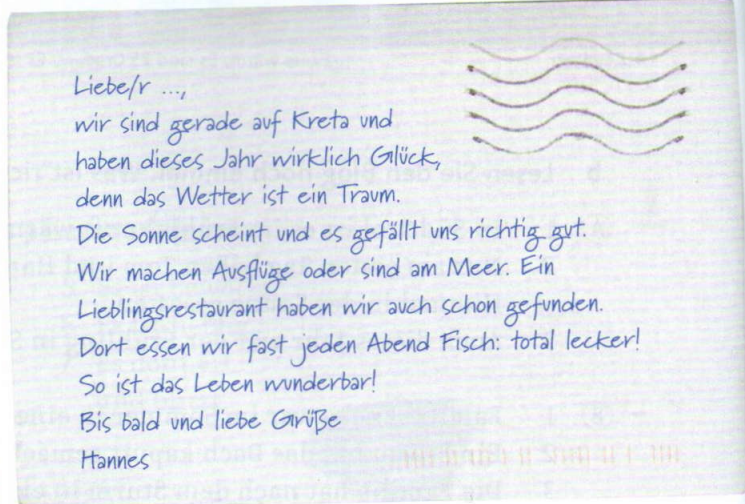 Liebe/r ...,
wir sind gerade auf Kreta und
haben dieses Jahr wirklich Glück,
denn das Wetter ist ein Traum.
Die Sonne scheint und es gefällt uns richtig gut.
Wir machen Ausflüge oder sind am Meer. Ein
Lieblingsrestaurant haben wir auch schon gefunden.
Dort essen wir fast jeden Abend Fisch: total lecker!
So ist das Leben wunderbar!
Bis bald und liebe Grüße
Hannes